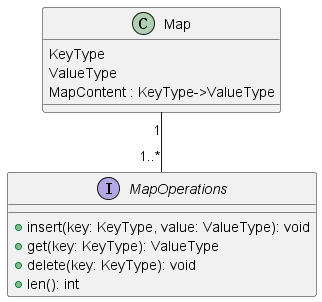 C Map
KeyType
ValueType
MapContent : KeyType->ValueType
1
1..*
I MapOperations
insert(key: KeyType, value: ValueType): void
get(key: KeyType): ValueType
delete(key: KeyType): void
len(): int